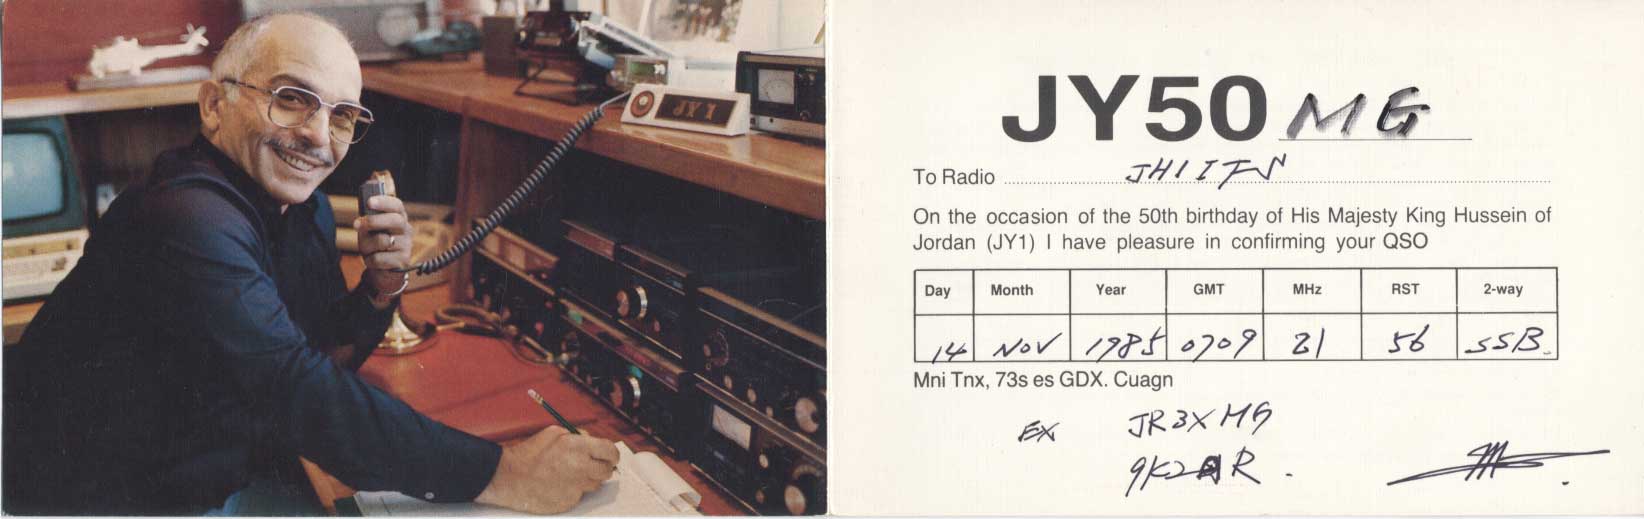 JY1
JY50 MG
To Radio JH1IFN
On the occasion of the 50th birthday of His Majesty King Hussein of
Jordan (JY1) I have pleasure in confirming your QSO
Day Month Year GMT MHz RST 2-way
14 NOV 1985 0709 21 56 SSB.
Mni Tnx, 73s es GDX. Cuagn
EX JR3XMG
9K2AR.